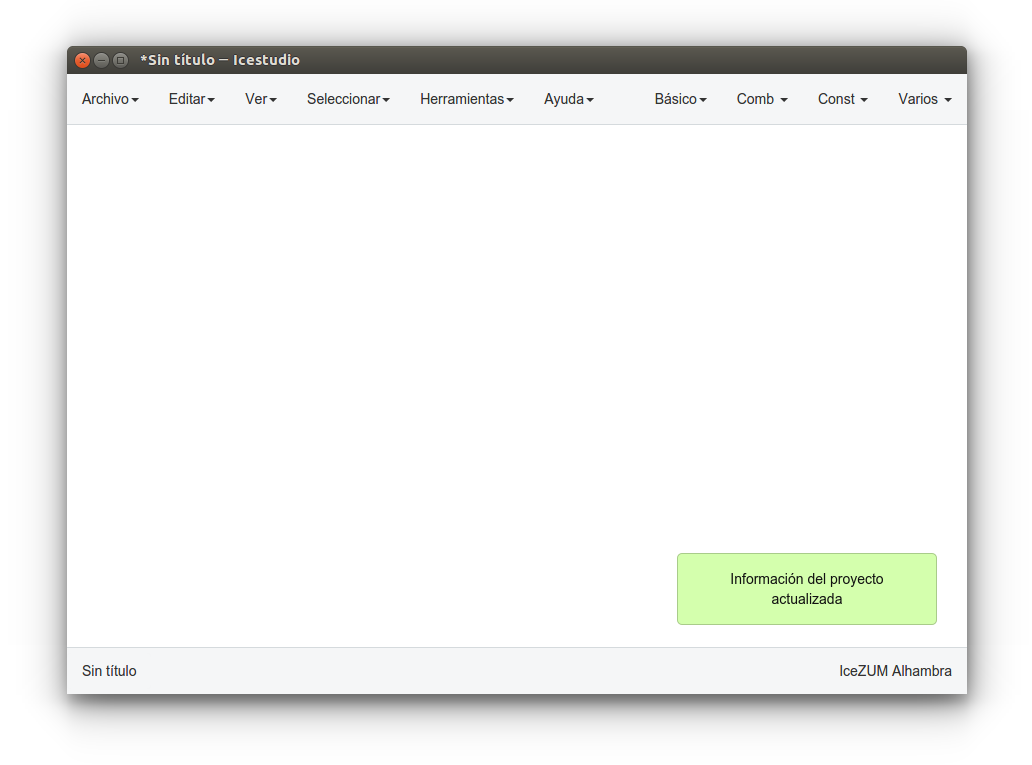 *Sin título – Icestudio
Archivo Editar Ver Seleccionar Herramientas Ayuda Básico Comb Const Varios
Información del proyecto
actualizada
Sin título IceZUM Alhambra